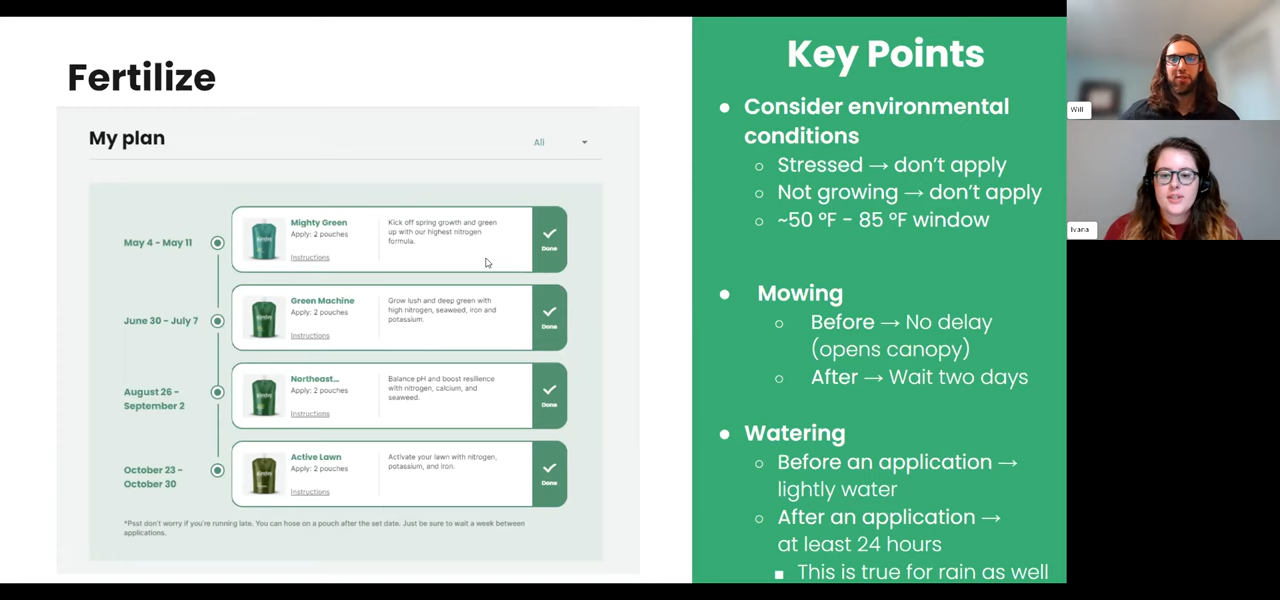 Fertilize
My plan
All
May 4 - May 11
Mighty Green
Apply: 2 pouches
Instructions
Kick off spring growth and green
up with our highest nitrogen
formula.
Done
June 30 - July 7
Green Machine
Apply: 2 pouches
Instructions
Grow lush and deep green with
high nitrogen, seaweed, iron and
potassium.
Done
August 26 -
September 2
Northeast...
Apply: 2 pouches
Instructions
Balance pH and boost resilience
with nitrogen, calcium, and
seaweed.
Done
October 23 -
October 30
Active Lawn
Apply: 2 pouches
Instructions
Activate your lawn with nitrogen,
potassium, and iron.
Done
*Psst don't worry if you're running late. You can hose on a pouch after the set date. Just be sure to wait a week between
applications.
Key Points
● Consider environmental
conditions
○ Stressed → don't apply
○ Not growing → don't apply
○ ~50 °F - 85 °F window
● Mowing
○ Before → No delay
(opens canopy)
○ After → Wait two days
● Watering
○ Before an application →
lightly water
○ After an application →
at least 24 hours
■ This is true for rain as well
Will
Ivana